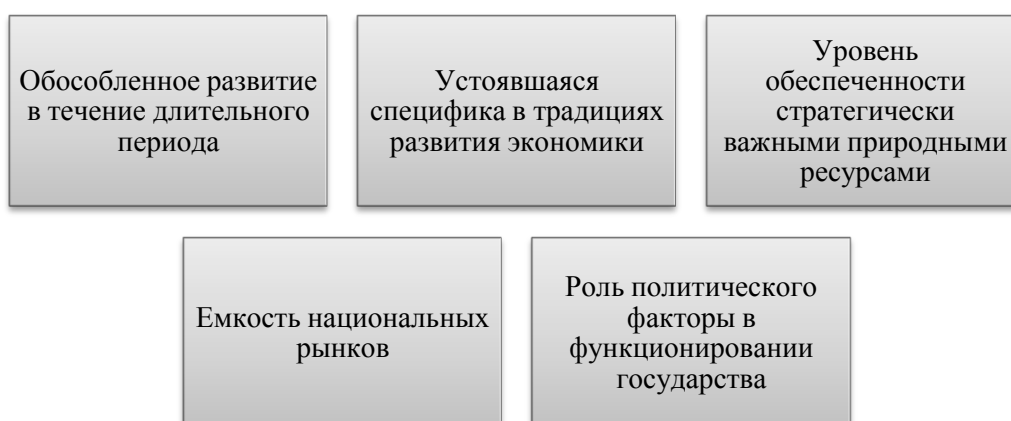 Обособленное развитие
в течение длительного
периода
Устоявшаяся
специфика в традициях
развития экономики
Уровень
обеспеченности
стратегически
важными природными
ресурсами
Емкость национальных
рынков
Роль политического
факторы в
функционировании
государства